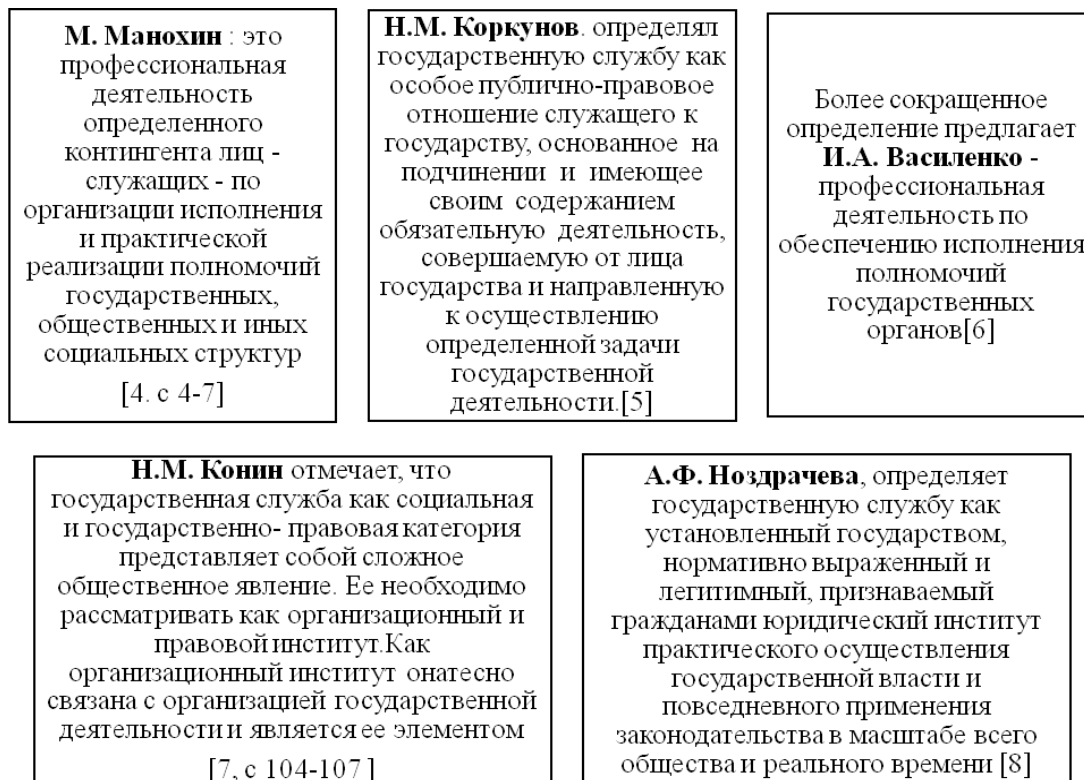 М. Манохин : это
профессиональная
деятельность
определенного
контингента лиц -
служащих - по
организации исполнения
и практической
реализации полномочий
государственных,
общественных и иных
социальных структур
[4. с 4-7]
Н.М. Коркунов. определял
государственную службу как
особое публично-правовое
отношение служащего к
государству, основанное на
подчинении и имеющее
своим содержанием
обязательную деятельность,
совершаемую от лица
государства и направленную
к осуществлению
определенной задачи
государственной
деятельности.[5]
Более сокращенное
определение предлагает
И.А. Василенко -
профессиональная
деятельность по
обеспечению исполнения
полномочий
государственных
органов[6]
Н.М. Конин отмечает, что
государственная служба как социальная
и государственно- правовая категория
представляет собой сложное
общественное явление. Ее необходимо
рассматривать как организационный и
правовой институт.Как
организационный институт онатесно
связана с организацией государственной
деятельности и является ее элементом
[7, с 104-107 ]
А.Ф. Ноздрачева, определяет
государственную службу как
установленный государством,
нормативно выраженный и
легитимный, признаваемый
гражданами юридический институт
практического осуществления
государственной власти и
повседневного применения
законодательства в масштабе всего
общества и реального времени [8]